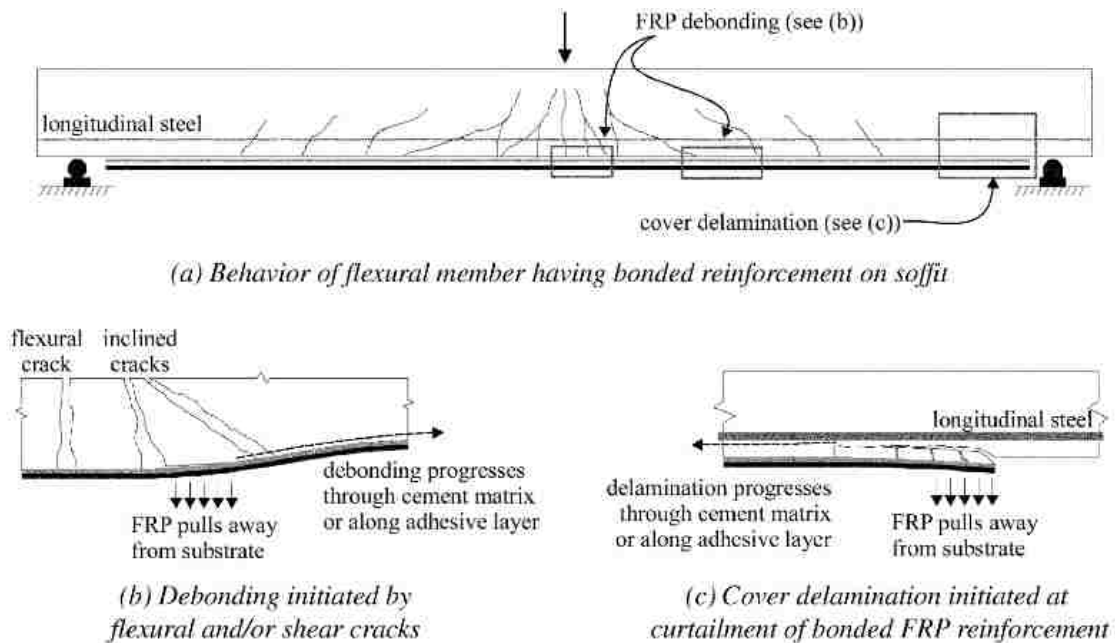 FRP debonding (see (b))
longitudinal steel
cover delamination (see (c))
(a) Behavior of flexural member having bonded reinforcement on soffit
flexural crack
inclined cracks
debonding progresses
through cement matrix
or along adhesive layer
FRP pulls away
from substrate
(b) Debonding initiated by
flexural and/or shear cracks
longitudinal steel
delamination progresses
through cement matrix
or along adhesive layer
FRP pulls away
from substrate
(c) Cover delamination initiated at
curtailment of bonded FRP reinforcement